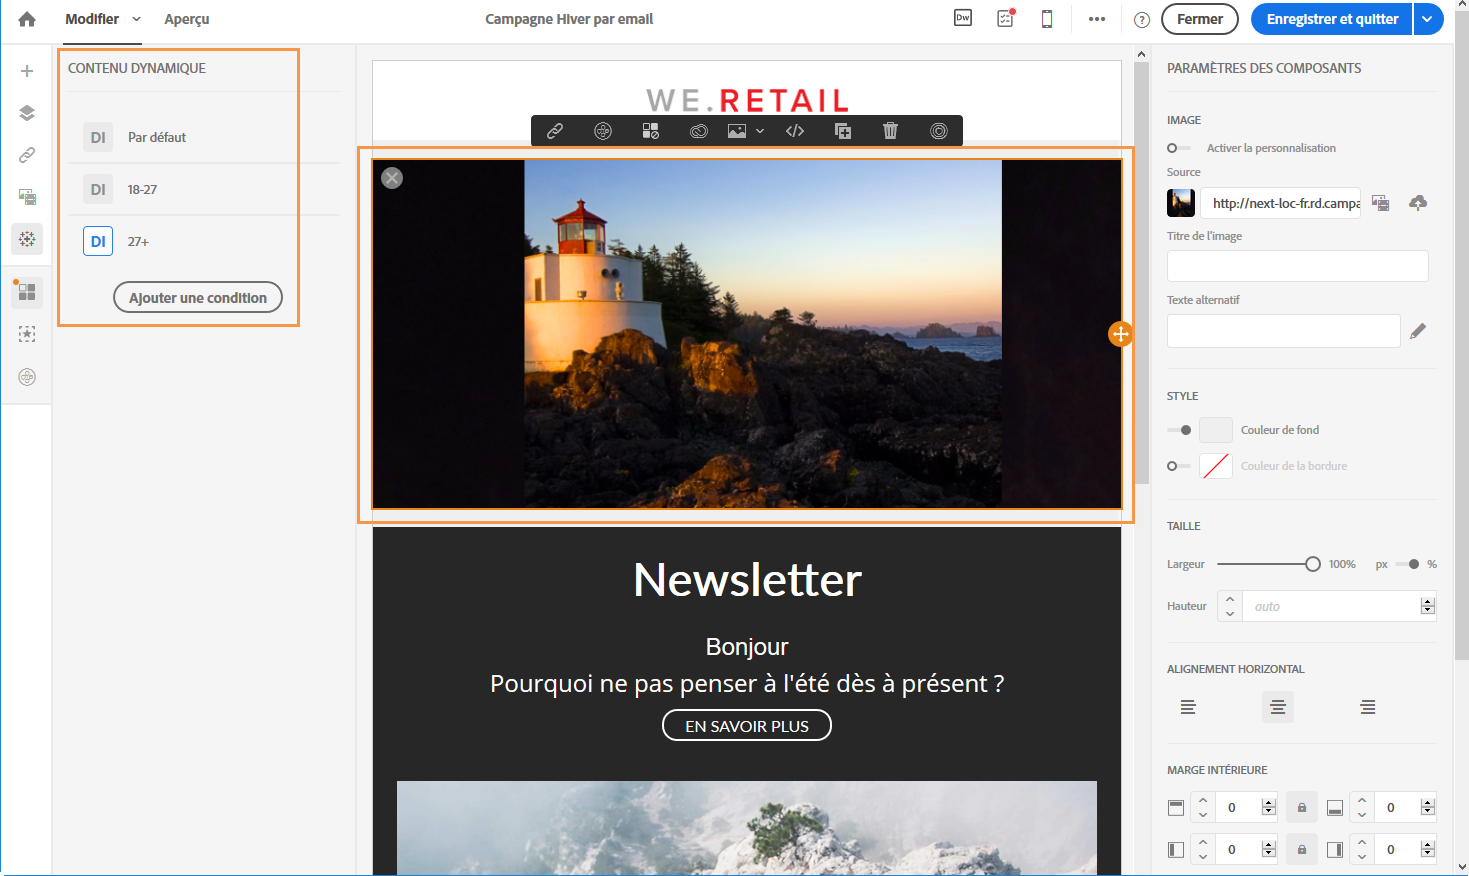 Modifier
Aperçu
Campagne Hiver par email
Dw
?
Fermer
Enregistrer et quitter
CONTENU DYNAMIQUE
DI Par défaut
DI 18-27
DI 27+
Ajouter une condition
WE.RETAIL
Newsletter
Bonjour
Pourquoi ne pas penser à l'été dès à présent ?
EN SAVOIR PLUS
PARAMÈTRES DES COMPOSANTS
IMAGE
Activer la personnalisation
Source
http://next-loc-fr.rd.campa
Titre de l'image
Texte alternatif
STYLE
Couleur de fond
Couleur de la bordure
TAILLE
Largeur 100% px %
Hauteur auto
ALIGNEMENT HORIZONTAL
MARGE INTÉRIEURE
0 0
0 0